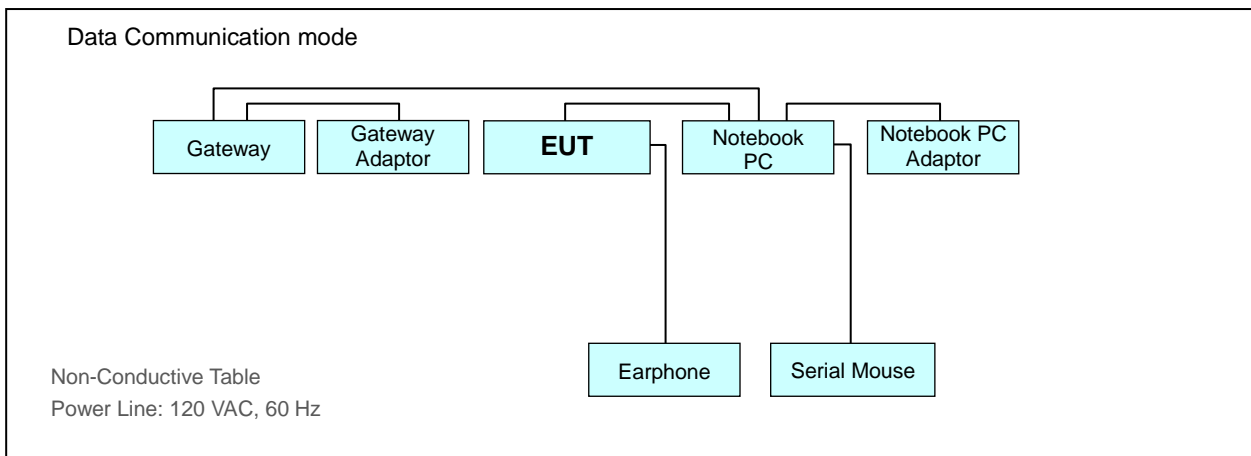 Data Communication mode
Gateway
Gateway
Adaptor
EUT
Notebook
PC
Notebook PC
Adaptor
Earphone
Serial Mouse
Non-Conductive Table
Power Line: 120 VAC, 60 Hz